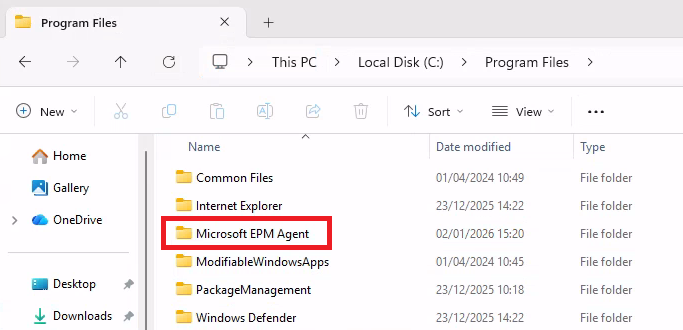 Program Files
This PC > Local Disk (C:) > Program Files >
New Sort View ...
Name Date modified Type
Home
Gallery
OneDrive
Desktop
Downloads
Common Files 01/04/2024 10:49 File folder
Internet Explorer 23/12/2025 14:22 File folder
Microsoft EPM Agent 02/01/2026 15:20 File folder
ModifiableWindowsApps 01/04/2024 10:45 File folder
PackageManagement 23/12/2025 10:18 File folder
Windows Defender 23/12/2025 14:22 File folder